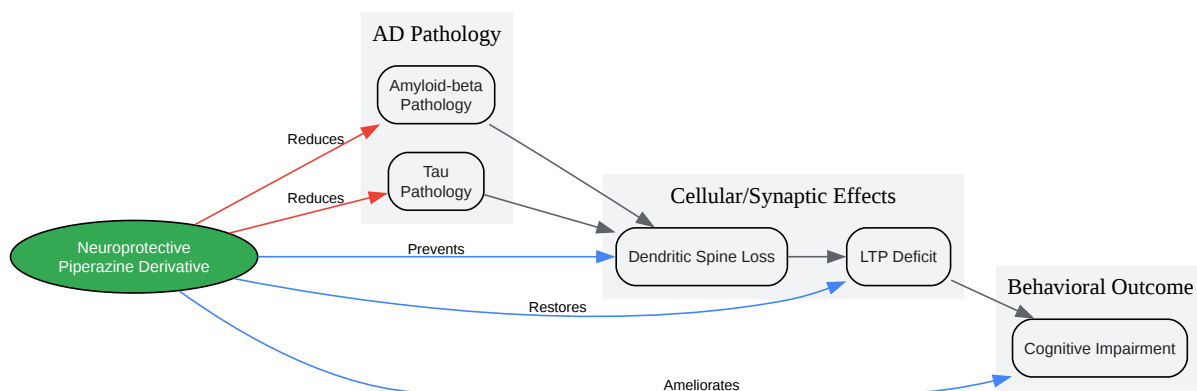 AD Pathology
Amyloid-beta
Pathology
Reduces
Tau
Pathology
Reduces
Cellular/Synaptic Effects
Neuroprotective
Piperazine Derivative
Prevents
Dendritic Spine Loss
LTP Deficit
Restores
Behavioral Outcome
Cognitive Impairment
Ameliorates